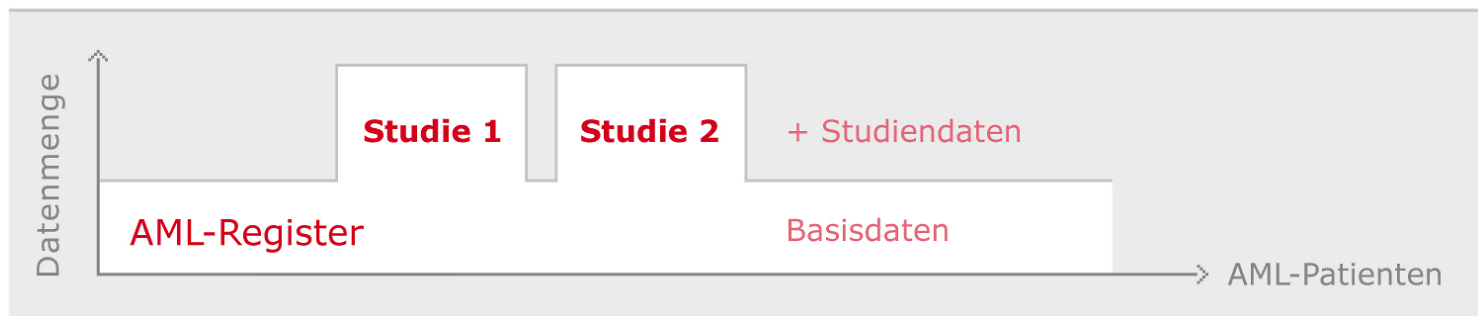 Datenmenge
Studie 1
Studie 2
+ Studiendaten
AML-Register
Basisdaten
AML-Patienten